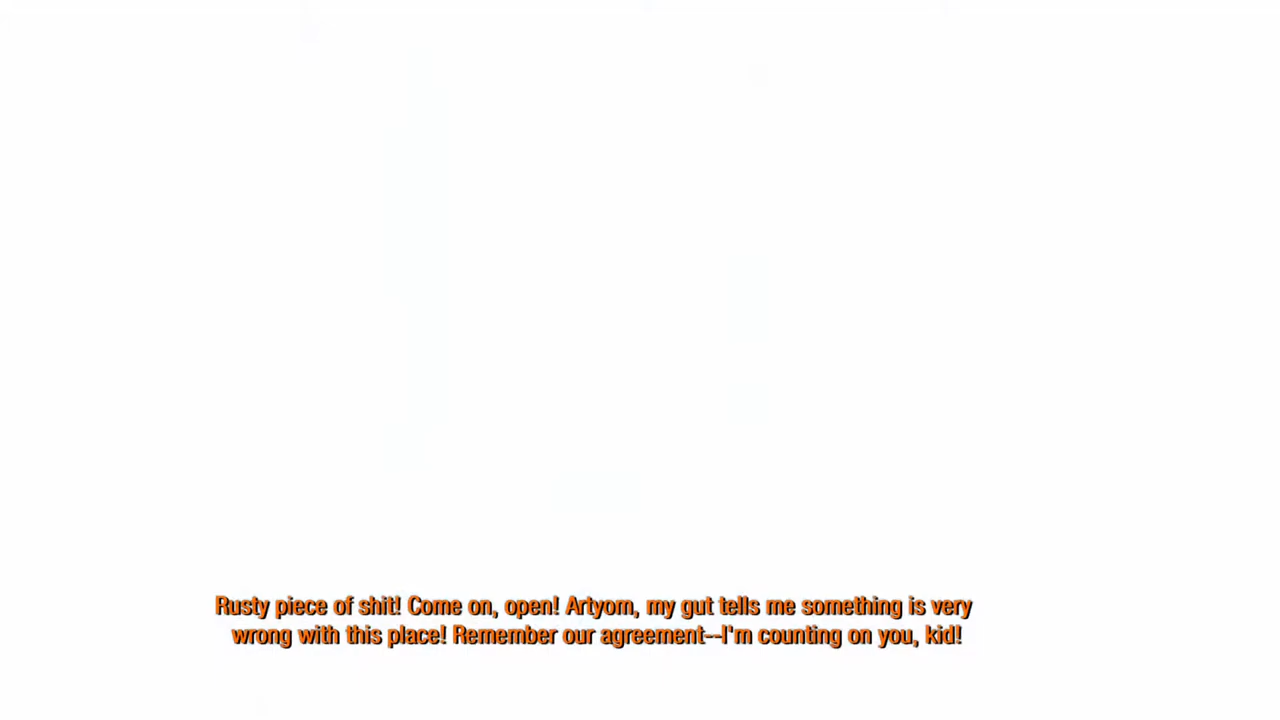 Rusty piece of shit! Come on, open! Artyom, my gut tells me something is very
wrong with this place! Remember our agreement--I'm counting on you, kid!